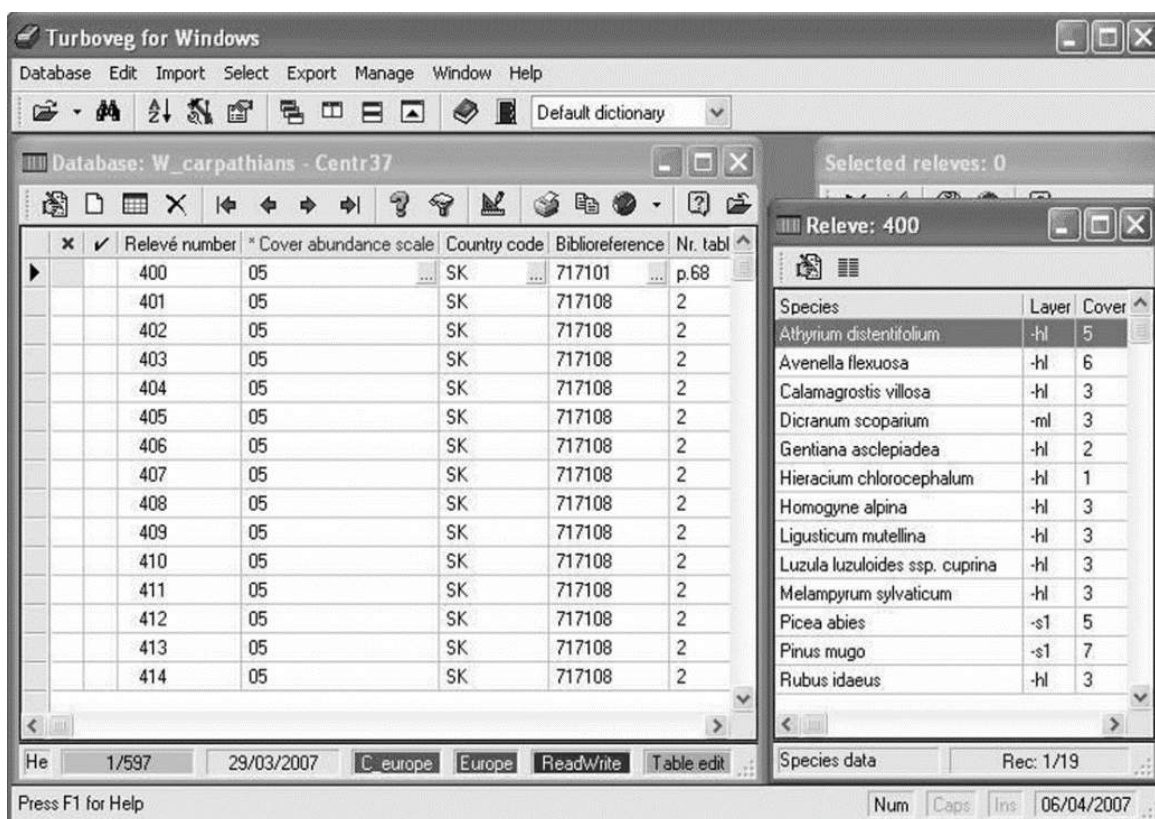 Turboveg for Windows
Database Edit Import Select Export Manage Window Help
Default dictionary
Database: W_carpathians - Centr37
Relevé number * Cover abundance scale Country code Biblioreference Nr. tabl
400 05 ... SK ... 717101 ... p.68
401 05 SK 717108 2
402 05 SK 717108 2
403 05 SK 717108 2
404 05 SK 717108 2
405 05 SK 717108 2
406 05 SK 717108 2
407 05 SK 717108 2
408 05 SK 717108 2
409 05 SK 717108 2
410 05 SK 717108 2
411 05 SK 717108 2
412 05 SK 717108 2
413 05 SK 717108 2
414 05 SK 717108 2
He 1/597 29/03/2007 C_europe Europe ReadWrite Table edit
Selected releves: 0
Releve: 400
Species Layer Cover
Athyrium distentifolium -hl 5
Avenella flexuosa -hl 6
Calamagrostis villosa -hl 3
Dicranum scoparium -ml 3
Gentiana asclepiadea -hl 2
Hieracium chlorocephalum -hl 1
Homogyne alpina -hl 3
Ligusticum mutellina -hl 3
Luzula luzuloides ssp. cuprina -hl 3
Melampyrum sylvaticum -hl 3
Picea abies -s1 5
Pinus mugo -s1 7
Rubus idaeus -hl 3
Species data Rec: 1/19
Press F1 for Help Num Caps Ins 06/04/2007